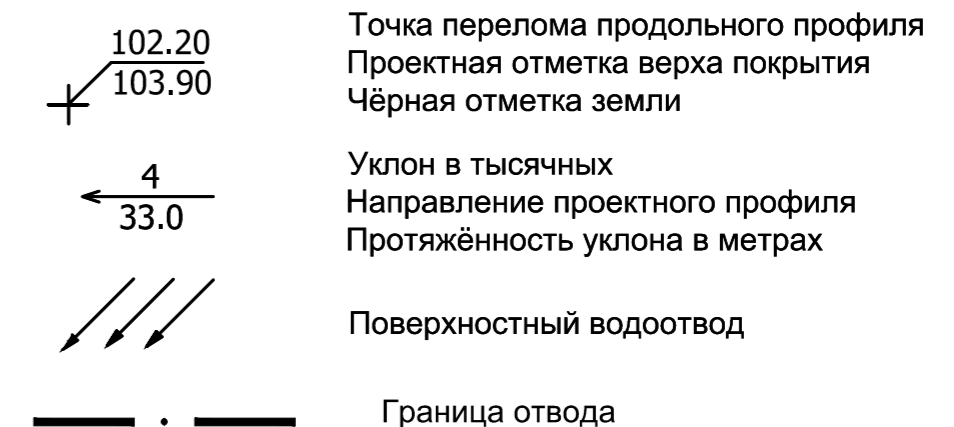 102.20
103.90
Точка перелома продольного профиля
Проектная отметка верха покрытия
Чёрная отметка земли
4
33.0
Уклон в тысячных
Направление проектного профиля
Протяжённость уклона в метрах
Поверхностный водоотвод
Граница отвода